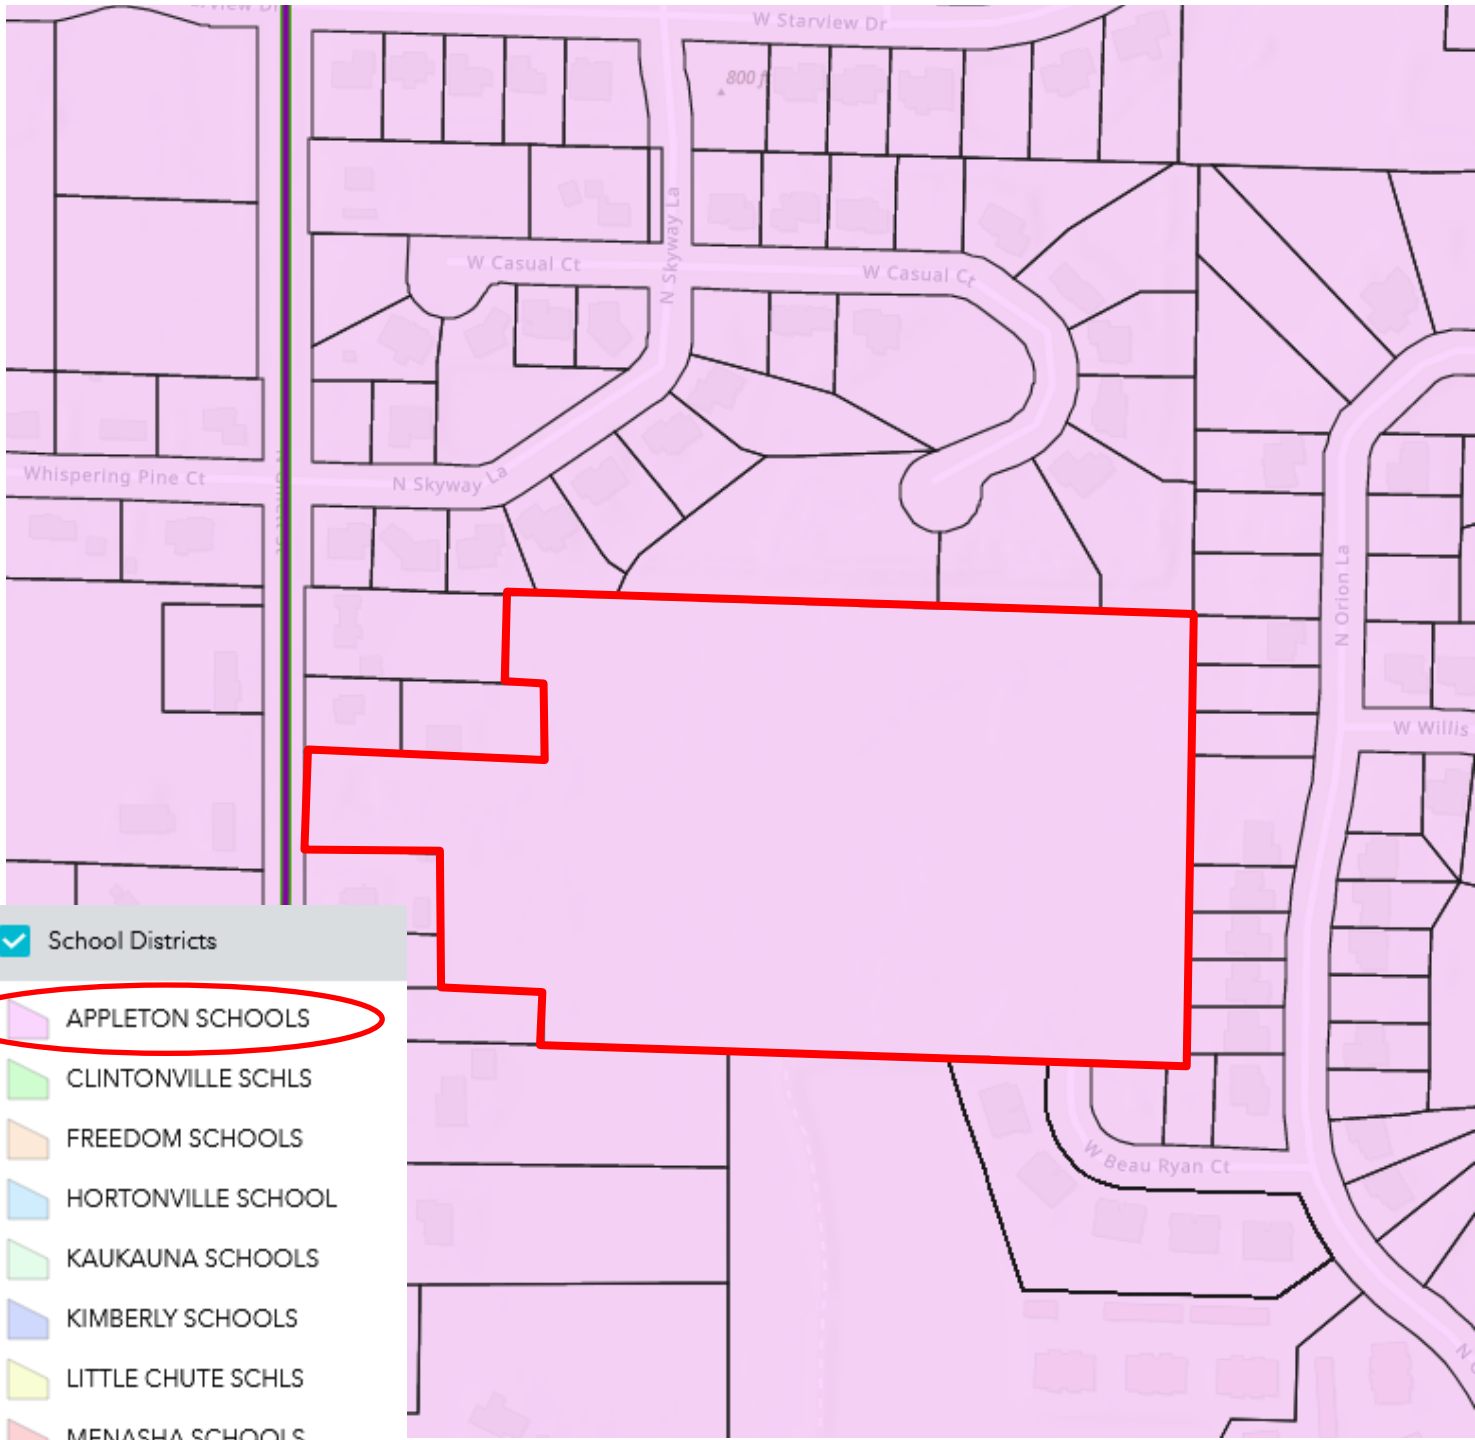 W Starview Dr
800 ft
W Casual Ct
W Casual Ct
N Skyway La
Whispering Pine Ct
N Skyway La
N Orion La
W Willis
W Beau Ryan Ct
School Districts
APPLETON SCHOOLS
CLINTONVILLE SCHLS
FREEDOM SCHOOLS
HORTONVILLE SCHOOL
KAUKAUNA SCHOOLS
KIMBERLY SCHOOLS
LITTLE CHUTE SCHLS
MENASHA SCHOOLS